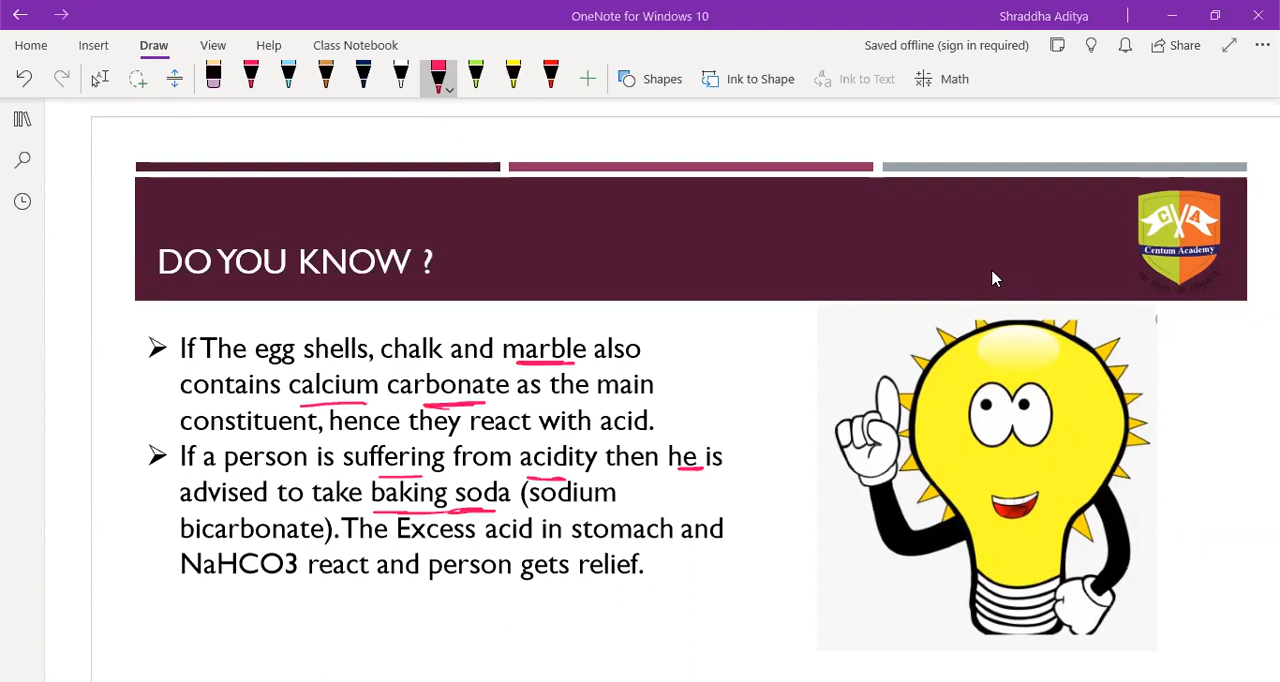 OneNote for Windows 10
Shraddha Aditya
Home Insert Draw View Help Class Notebook
Saved offline (sign in required)
Share
Shapes
Ink to Shape
Ink to Text
Math
DO YOU KNOW ?
C A
Centum Academy
If The egg shells, chalk and marble also
contains calcium carbonate as the main
constituent, hence they react with acid.
If a person is suffering from acidity then he is
advised to take baking soda (sodium
bicarbonate). The Excess acid in stomach and
NaHCO3 react and person gets relief.